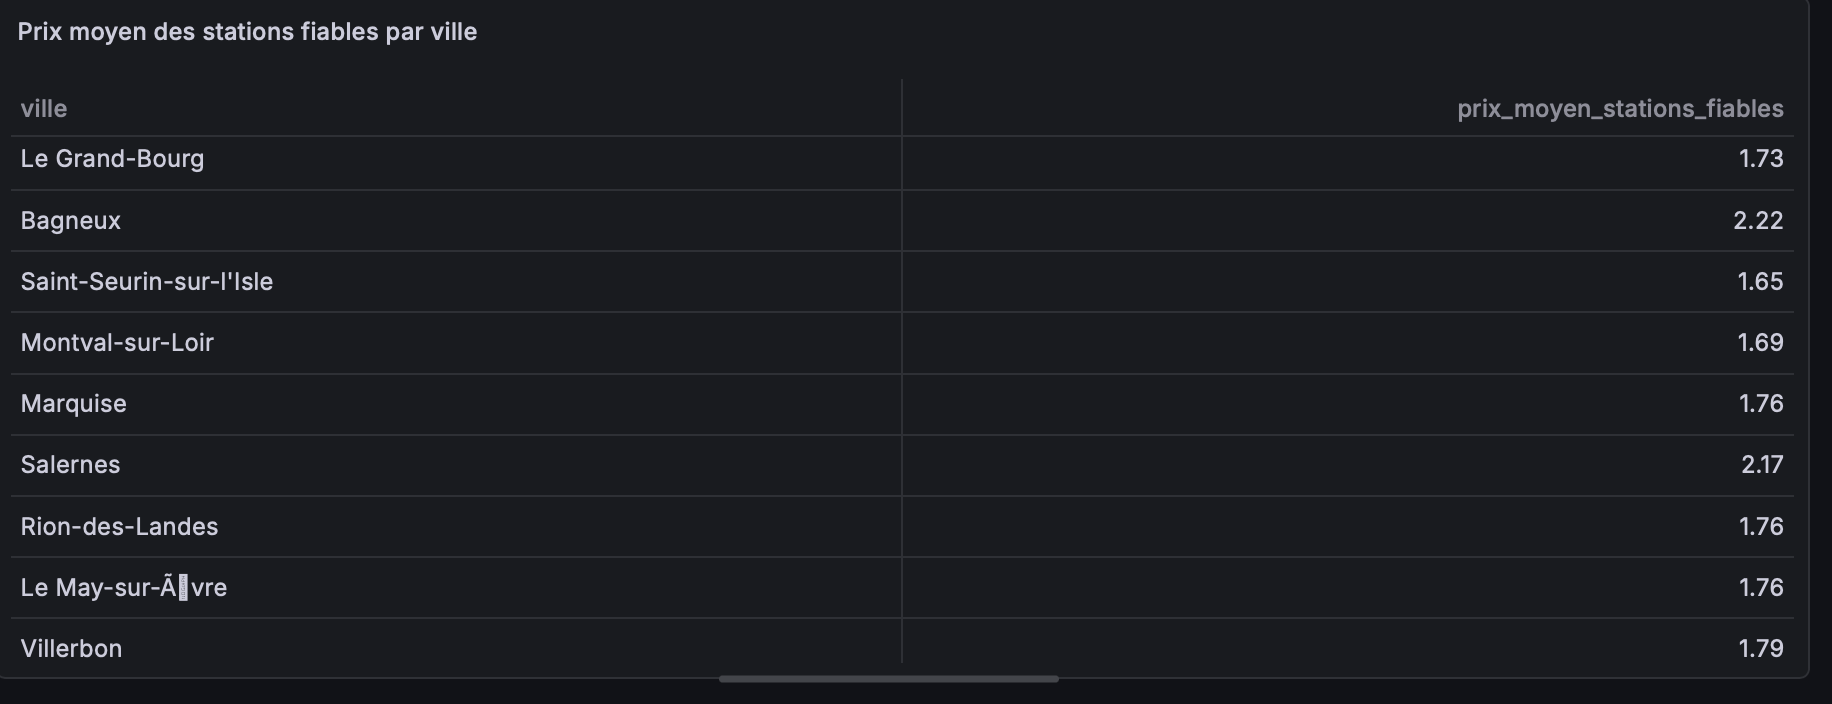 Prix moyen des stations fiables par ville
ville prix_moyen_stations_fiables
Le Grand-Bourg 1.73
Bagneux 2.22
Saint-Seurin-sur-l'Isle 1.65
Montval-sur-Loir 1.69
Marquise 1.76
Salernes 2.17
Rion-des-Landes 1.76
Le May-sur-Ãvre 1.76
Villerbon 1.79